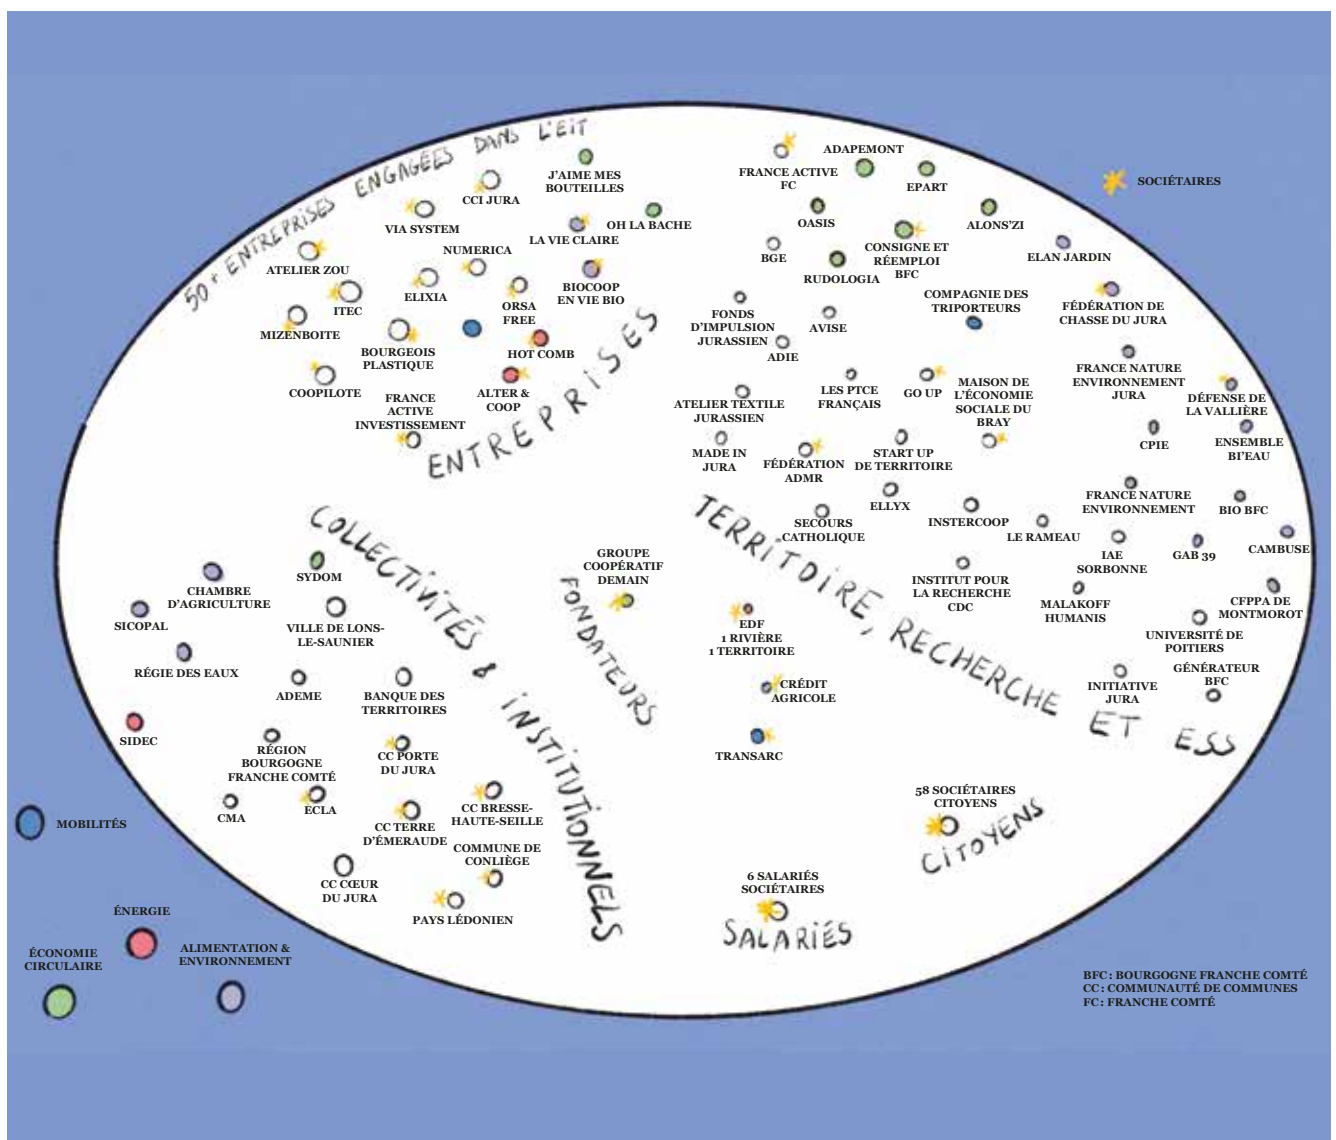 50+ ENTREPRISES ENGAGÉES DANS L'EIT
J'AIME MES
BOUTEILLES
CCI JURA
VIA SYSTEM
OH LA BACHE
LA VIE CLAIRE
NUMERICA
ATELIER ZOU
ITEC
ELIXIA
ORSA
FREE
BIOCOOP
EN VIE BIO
MIZENBOITE
BOURGEOIS
PLASTIQUE
HOT COMB
COOPILOTE
ALTER &
COOP
FRANCE
ACTIVE
INVESTISSEMENT
ENTREPRISES
FRANCE ACTIVE
FC
ADAPEMONT
EPART
OASIS
ALONS'ZI
CONSIGNE ET
RÉEMPLOI
BFC
BGE
RUDOLOGIA
ELAN JARDIN
COMPAGNIE DES
TRIPORTEURS
FÉDÉRATION DE
CHASSE DU JURA
FONDS
D'IMPULSION
JURASSIEN
AVISE
ADIE
FRANCE NATURE
ENVIRONNEMENT
JURA
ATELIER TEXTILE
JURASSIEN
LES PTCE
FRANÇAIS
GO UP
MAISON DE
L'ÉCONOMIE
SOCIALE DU
BRAY
DÉFENSE DE
LA VALLIÈRE
MADE IN
JURA
FÉDÉRATION
ADMR
START UP
DE TERRITOIRE
CPIE
ENSEMBLE
BI'EAU
ELLYX
FRANCE NATURE
ENVIRONNEMENT
BIO BFC
SECOURS
CATHOLIQUE
INSTERCOOP
LE RAMEAU
IAE
SORBONNE
GAB 39
CAMBUSE
INSTITUT POUR
LA RECHERCHE
CDC
MALAKOFF
HUMANIS
CFPPA DE
MONTMOROT
UNIVERSITÉ DE
POITIERS
INITIATIVE
JURA
GÉNÉRATEUR
BFC
TERRITOIRE, RECHERCHE ET ESS
SOCIÉTAIRES
COLLECTIVITÉS & INSTITUTIONNELS
CHAMBRE
D'AGRICULTURE
SYDOM
SICOPAL
VILLE DE LONS-
LE-SAUNIER
RÉGIE DES EAUX
ADEME
BANQUE DES
TERRITOIRES
SIDEC
RÉGION
BOURGOGNE
FRANCHE COMTÉ
CC PORTE
DU JURA
CMA
ECLA
CC TERRE
D'ÉMERAUDE
CC BRESSE-
HAUTE-SEILLE
COMMUNE DE
CONLIÈGE
CC CŒUR
DU JURA
PAYS LÉDONIEN
GROUPE
COOPÉRATIF
DEMAIN
FONDATEURS
EDF
1 RIVIÈRE
1 TERRITOIRE
CRÉDIT
AGRICOLE
TRANSARC
58 SOCIÉTAIRES
CITOYENS
CITOYENS
6 SALARIÉS
SOCIÉTAIRES
SALARIÉS
MOBILITÉS
ÉNERGIE
ÉCONOMIE
CIRCULAIRE
ALIMENTATION &
ENVIRONNEMENT
BFC : BOURGOGNE FRANCHE COMTÉ
CC : COMMUNAUTÉ DE COMMUNES
FC : FRANCHE COMTÉ